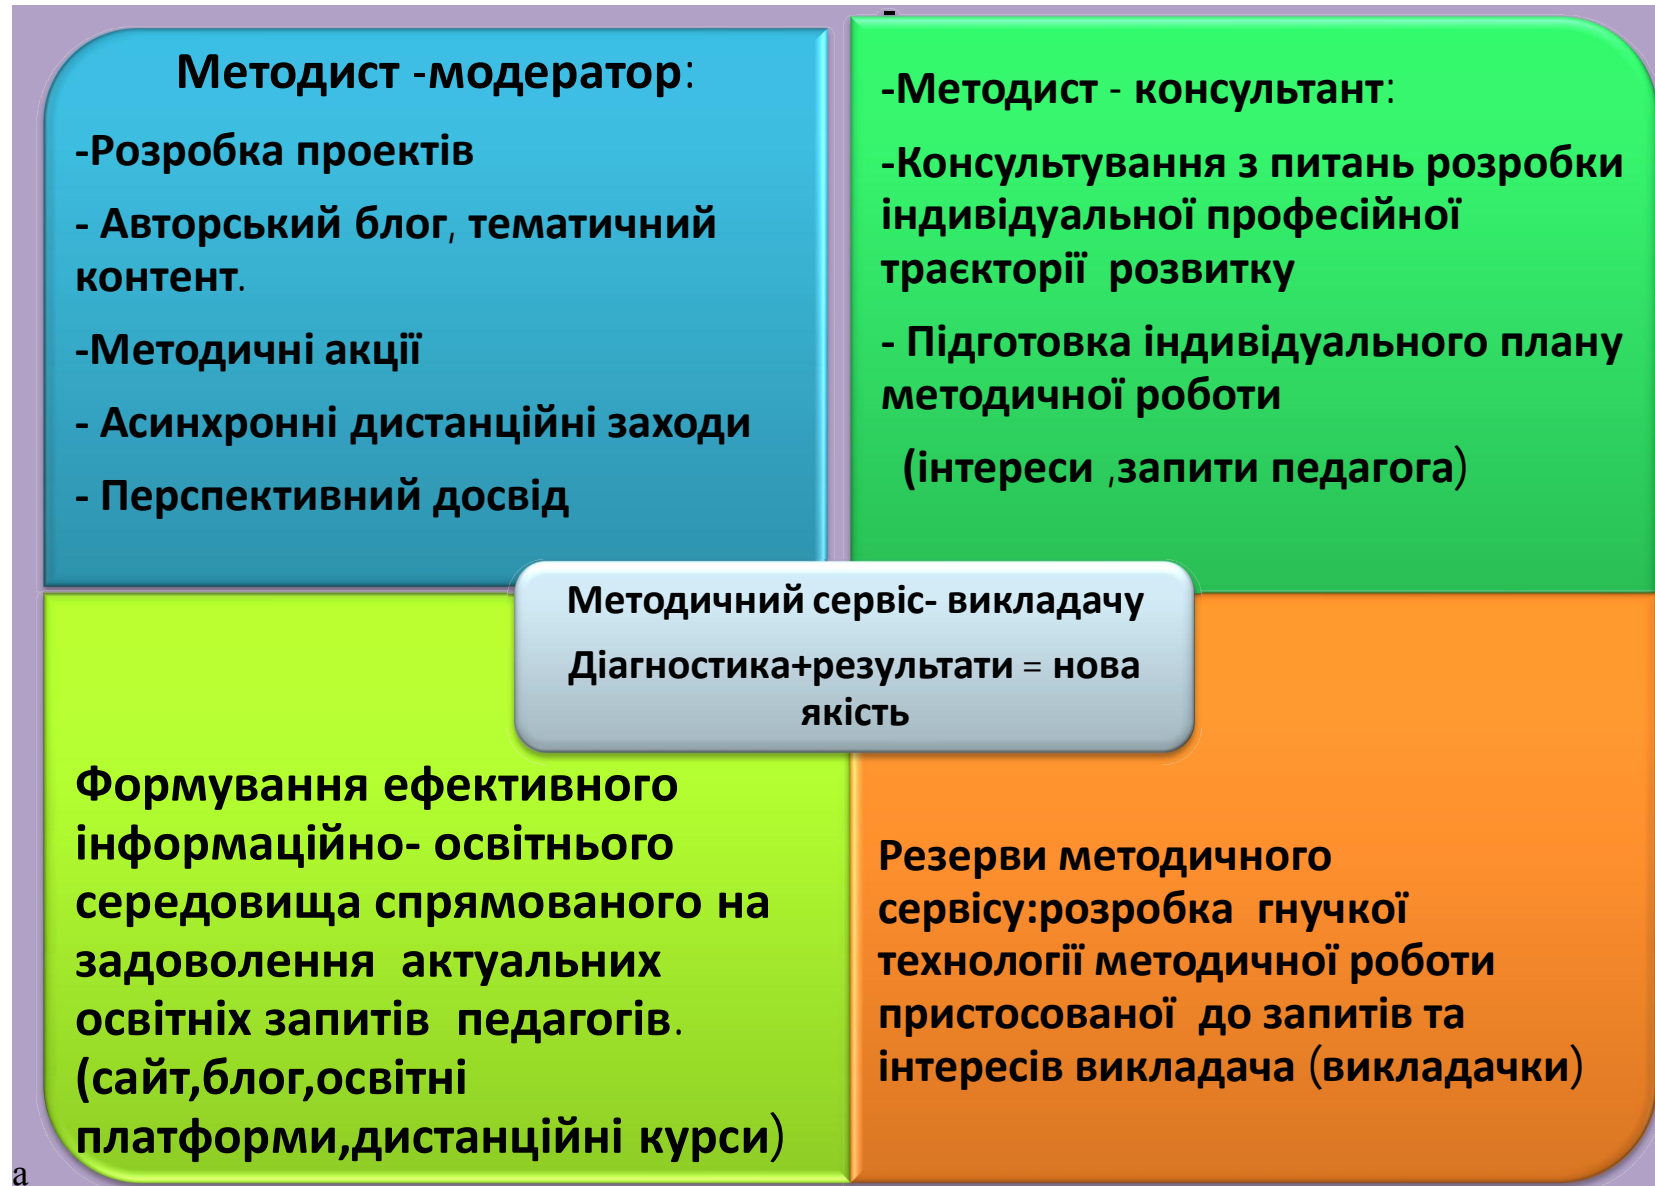 Методист -модератор:
-Розробка проектів
- Авторський блог, тематичний
контент.
-Методичні акції
- Асинхронні дистанційні заходи
- Перспективний досвід
-Методист - консультант:
-Консультування з питань розробки
індивідуальної професійної
траєкторії  розвитку
- Підготовка індивідуального плану
методичної роботи
(інтереси ,запити педагога)
Методичний сервіс- викладачу
Діагностика+результати = нова
якість
Формування ефективного
інформаційно- освітнього
середовища спрямованого на
задоволення  актуальних
освітніх запитів  педагогів.
(сайт,блог,освітні
платформи,дистанційні курси)
Резерви методичного
сервісу:розробка  гнучкої
технології методичної роботи
пристосованої  до запитів та
інтересів викладача (викладачки)
а